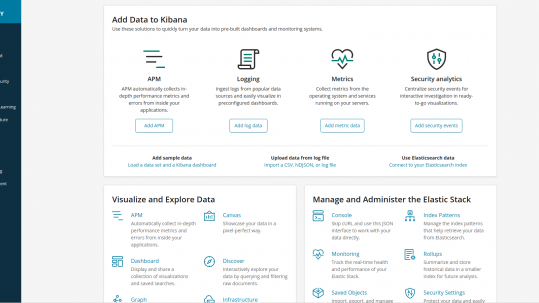 Add Data to Kibana
Use these solutions to quickly turn your data into pre-built dashboards and monitoring systems.
APM
APM automatically collects in-
depth performance metrics and
errors from inside your
applications.
Add APM
Logging
Ingest logs from popular data
sources and easily visualize in
preconfigured dashboards.
Add log data
Metrics
Collect metrics from the
operating system and services
running on your servers.
Add metric data
Security analytics
Centralize security events for
interactive investigation in ready-
to-go visualizations.
Add security events
Add sample data
Load a data set and a Kibana dashboard
Upload data from log file
Import a CSV, NDJSON, or log file
Use Elasticsearch data
Connect to your Elasticsearch index
Visualize and Explore Data
APM
Automatically collect in-depth
performance metrics and
errors from inside your
applications.
Canvas
Showcase your data in a
pixel-perfect way.
Dashboard
Display and share a
collection of visualizations
and saved searches.
Discover
Interactively explore your
data by querying and filtering
raw documents.
Graph
Infrastructure
Manage and Administer the Elastic Stack
Console
Skip cURL and use this JSON
interface to work with your
data directly.
Index Patterns
Manage the index patterns
that help retrieve your data
from Elasticsearch.
Monitoring
Track the real-time health
and performance of your
Elastic Stack.
Rollups
Summarize and store
historical data in a smaller
index for future analysis.
Saved Objects
Import, export, and manage
Security Settings
Protect your data and easily